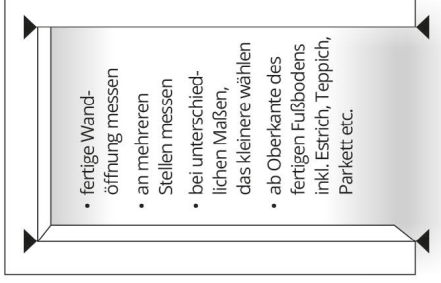 • fertige Wand-
öffnung messen
• an mehreren
Stellen messen
• bei unterschied-
lichen Maßen,
das kleinere wählen
• ab Oberkante des
fertigen Fußbodens
inkl. Estrich, Teppich,
Parkett etc.